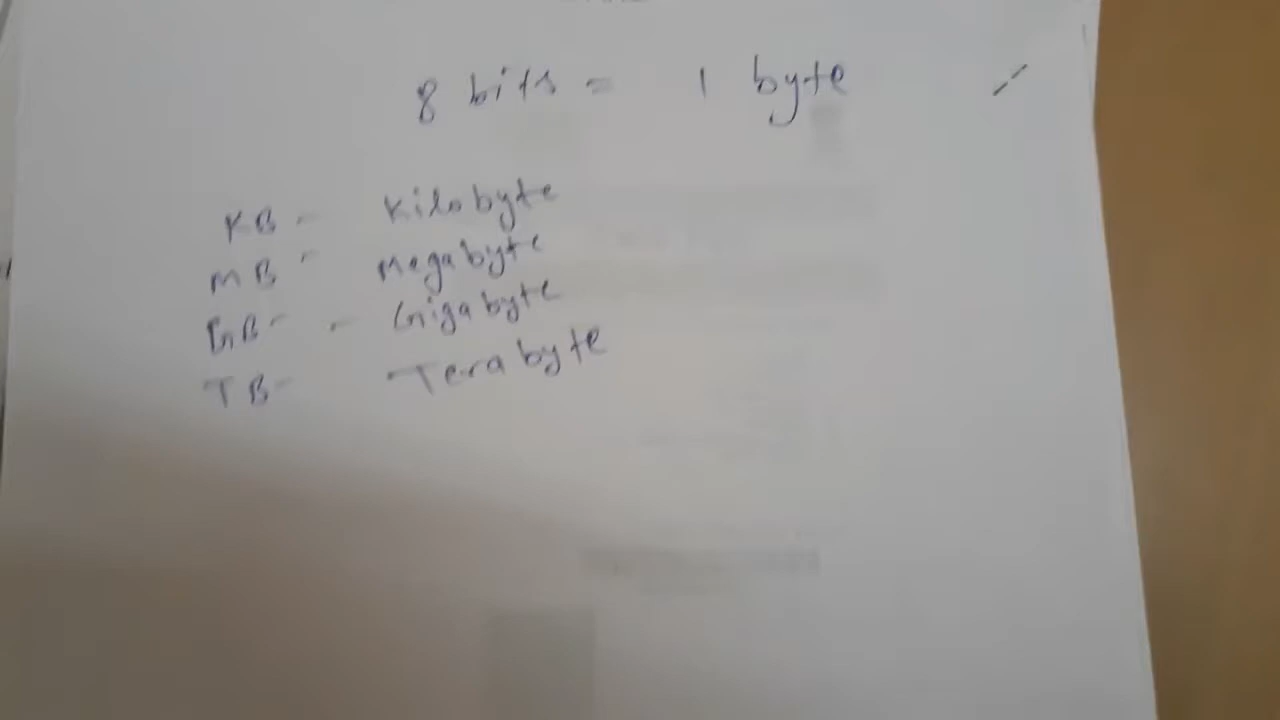 8 bits = 1 byte
KB - Kilobyte
MB - Megabyte
GB - - Gigabyte
TB - Terabyte